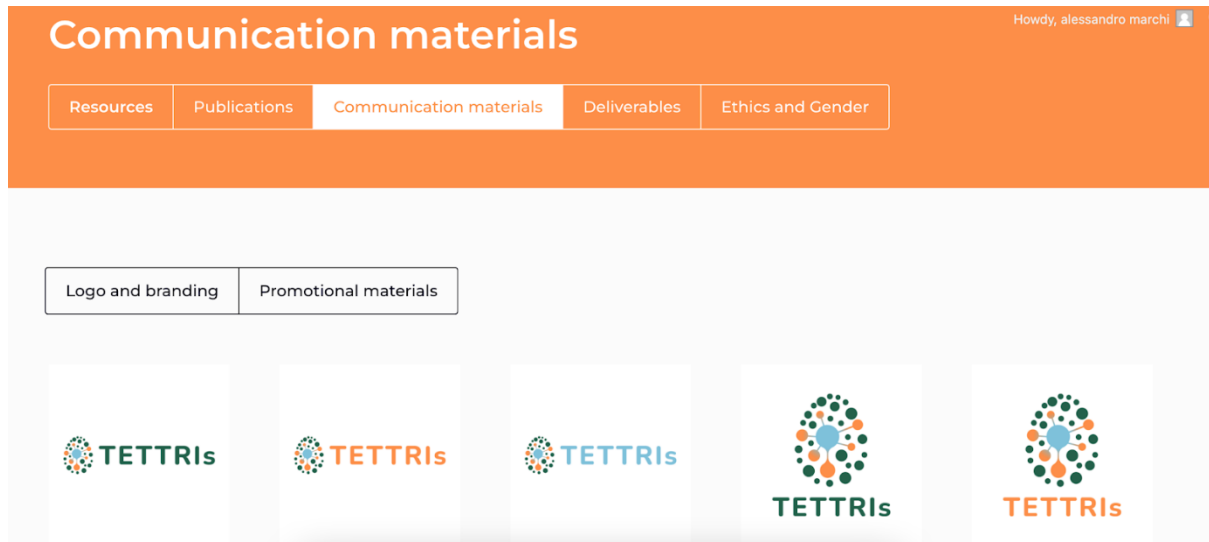 Communication materials
Howdy, alessandro marchi
Resources Publications Communication materials Deliverables Ethics and Gender
Logo and branding Promotional materials
TETTRIs TETTRIs TETTRIs TETTRIs TETTRIs